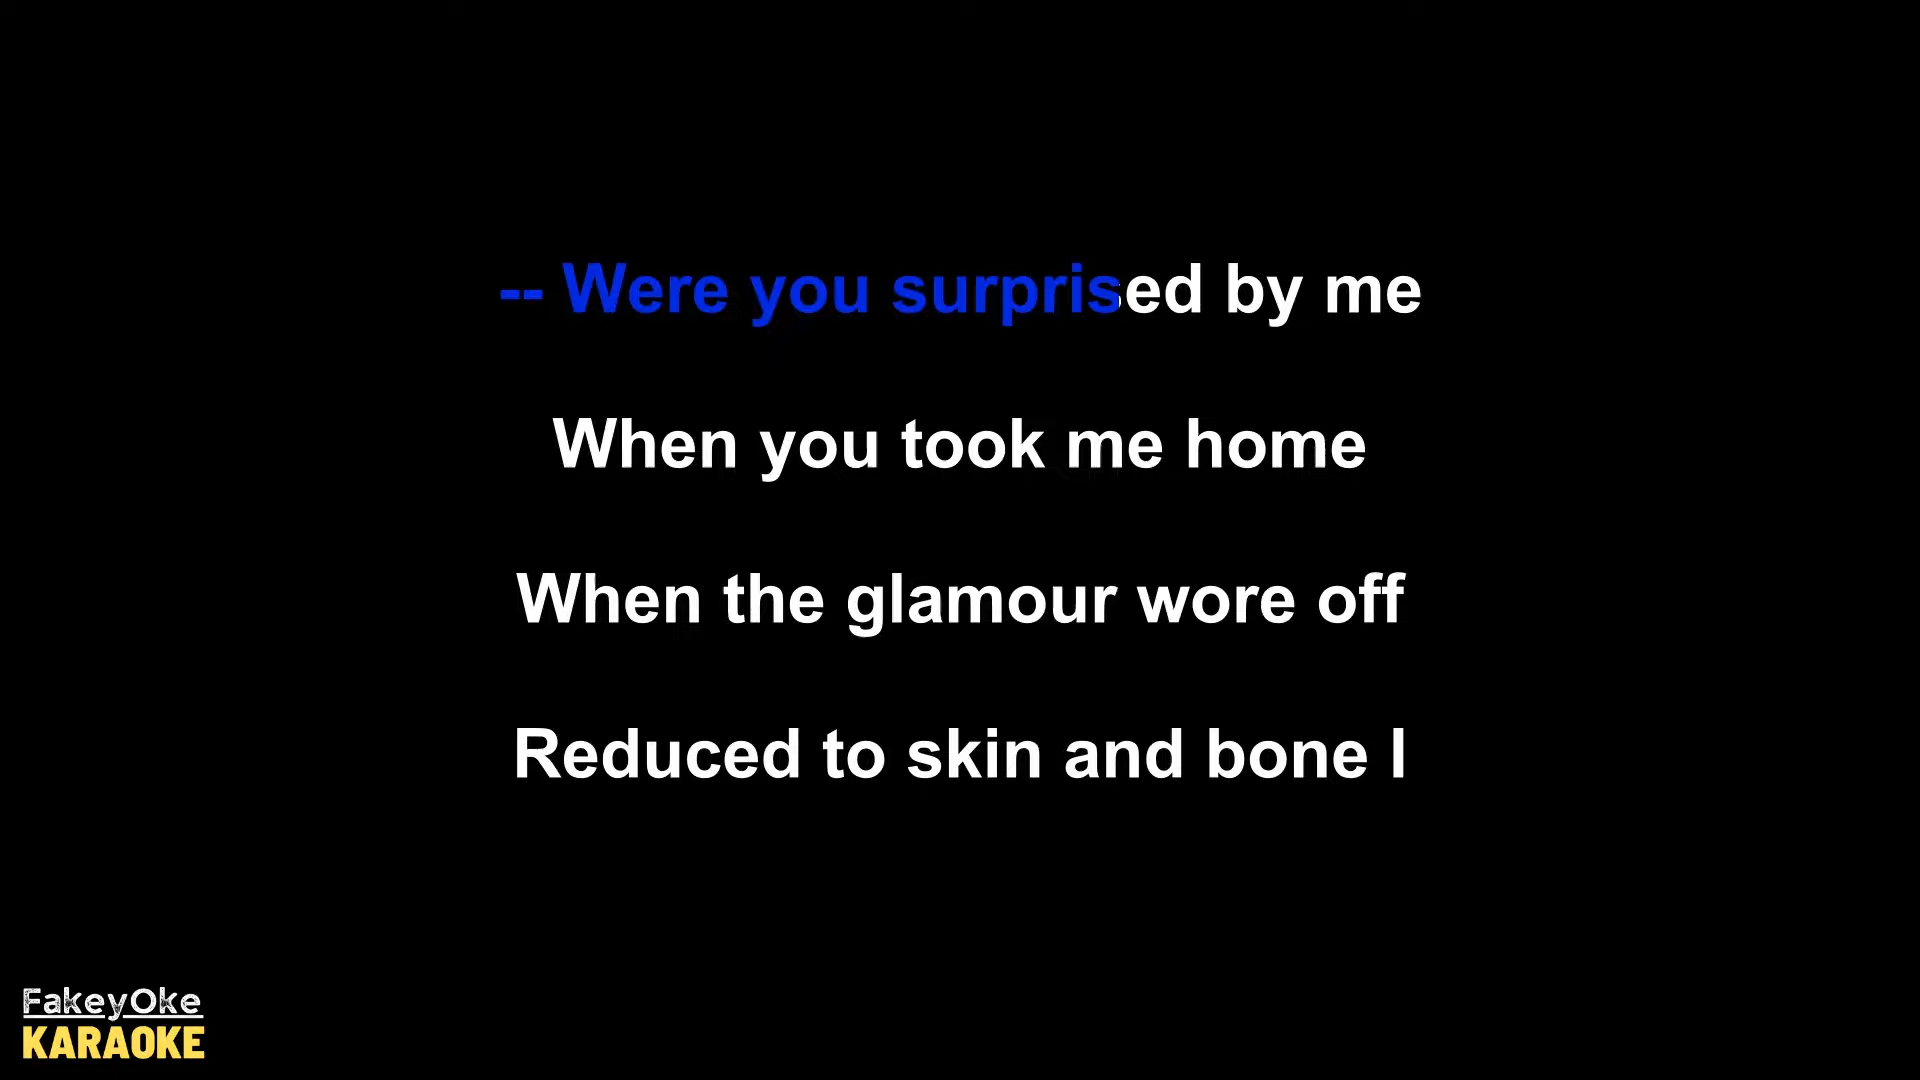 -- Were you surprised by me
When you took me home
When the glamour wore off
Reduced to skin and bone I
FakeyOke
KARAOKE